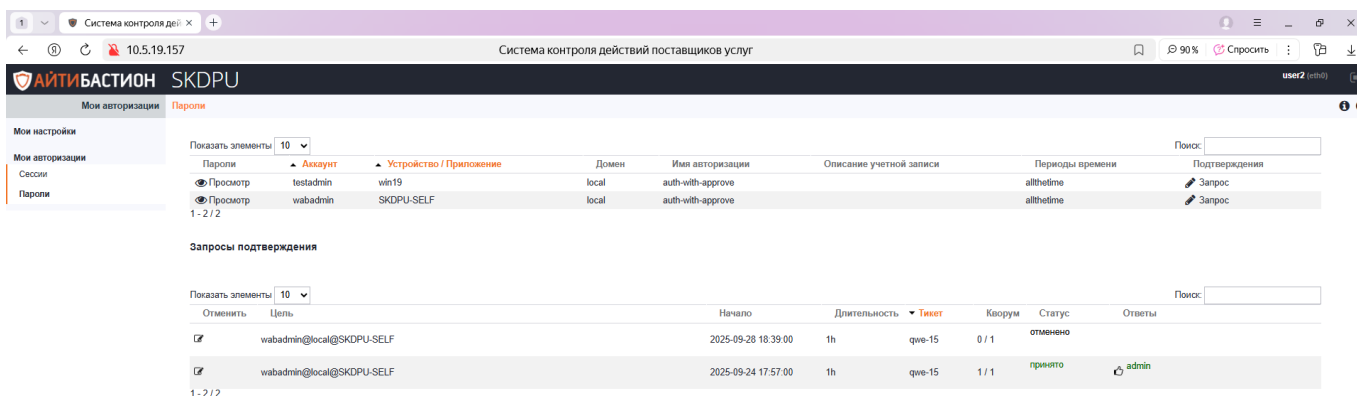 1 Система контроля дей
10.5.19.157 Система контроля действий поставщиков услуг 90 % Спросить
АЙТИБАСТИОН SKDPU user2 (eth0)
Мои авторизации Пароли
Мои настройки
Мои авторизации
Сессии
Пароли
Показать элементы 10 Поиск:
Пароли Аккаунт Устройство / Приложение Домен Имя авторизации Описание учетной записи Периоды времени Подтверждения
Просмотр testadmin win19 local auth-with-approve allthetime Запрос
Просмотр wabadmin SKDPU-SELF local auth-with-approve allthetime Запрос
1 - 2 / 2
Запросы подтверждения
Показать элементы 10 Поиск:
Отменить Цель Начало Длительность Тикет Кворум Статус Ответы
wabadmin@local@SKDPU-SELF 2025-09-28 18:39:00 1h qwe-15 0 / 1 отменено
wabadmin@local@SKDPU-SELF 2025-09-24 17:57:00 1h qwe-15 1 / 1 принято admin
1 - 2 / 2